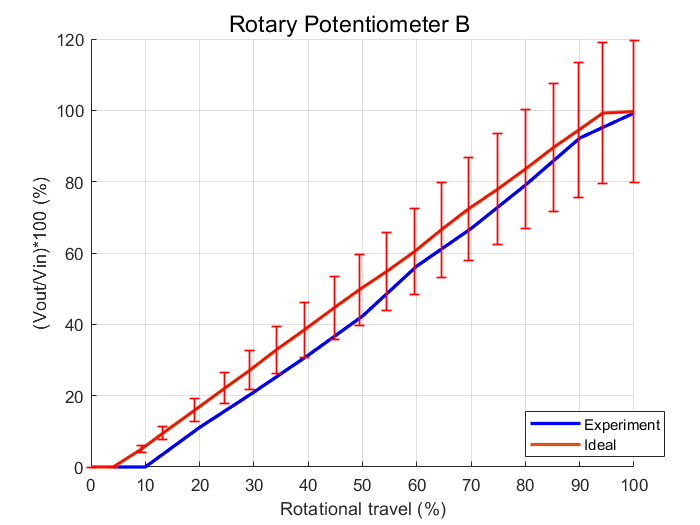 Rotary Potentiometer B
(Vout/Vin)*100 (%)
120
100
80
60
40
20
0
0 10 20 30 40 50 60 70 80 90 100
Rotational travel (%)
Experiment
Ideal